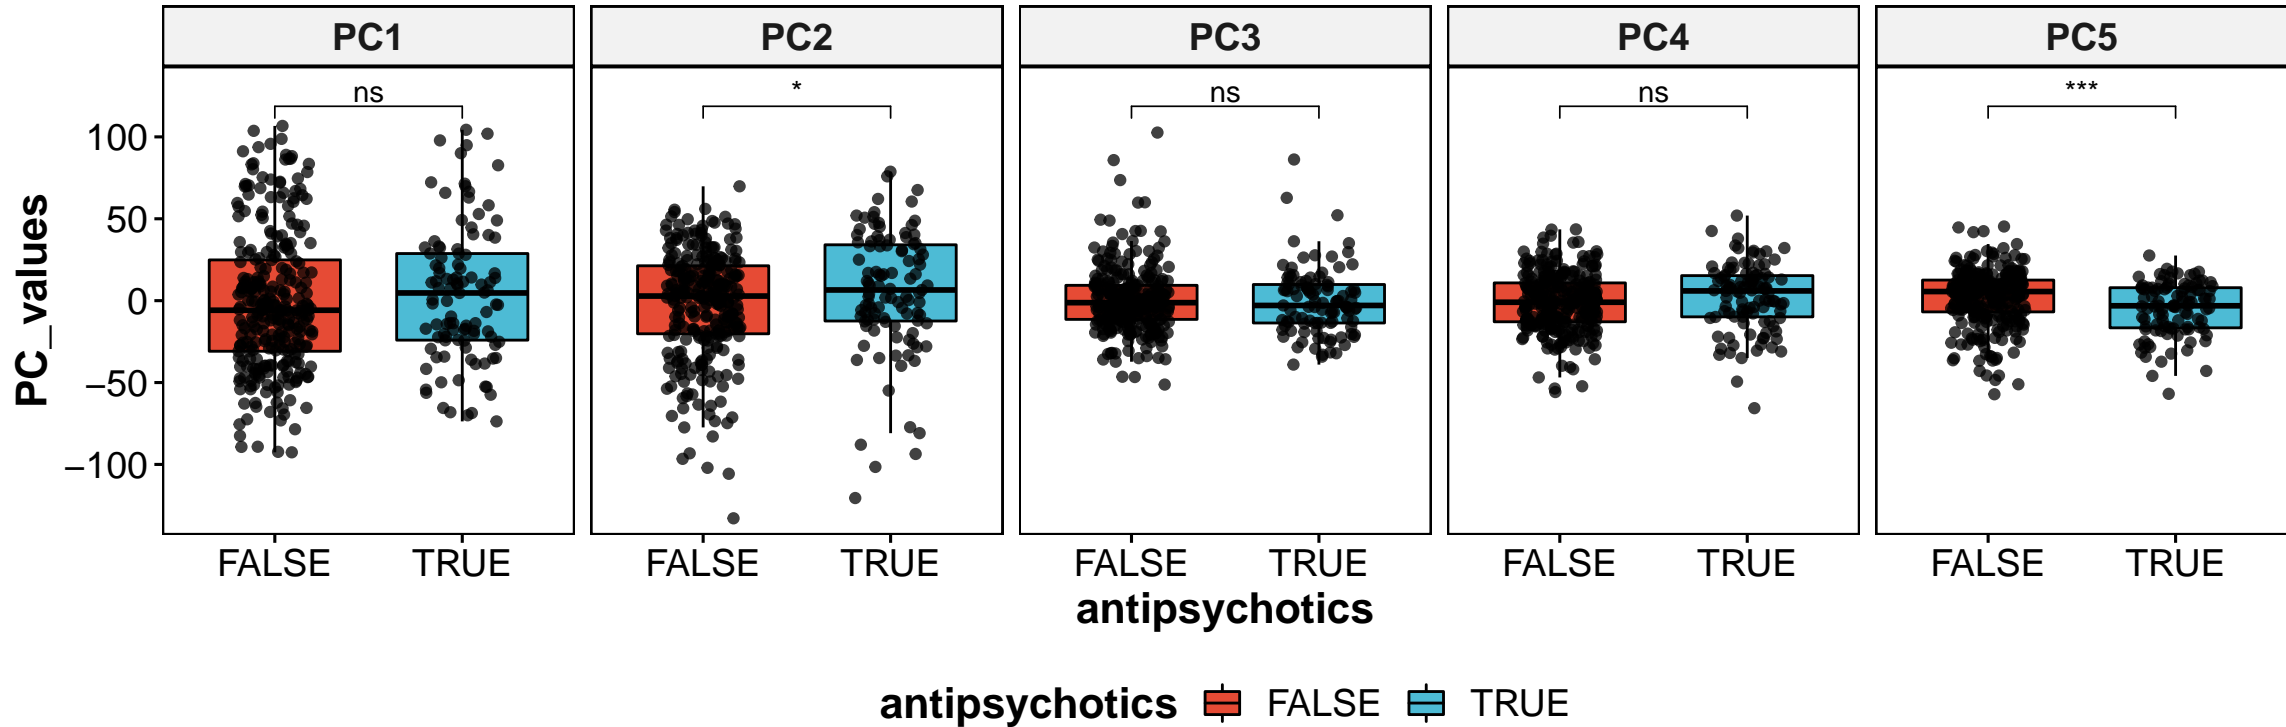 PC1 PC2 PC3 PC4 PC5
ns * ns ns ***
100
50
0
−50
−100
PC_values
FALSE TRUE FALSE TRUE FALSE TRUE FALSE TRUE FALSE TRUE
antipsychotics
antipsychotics FALSE TRUE